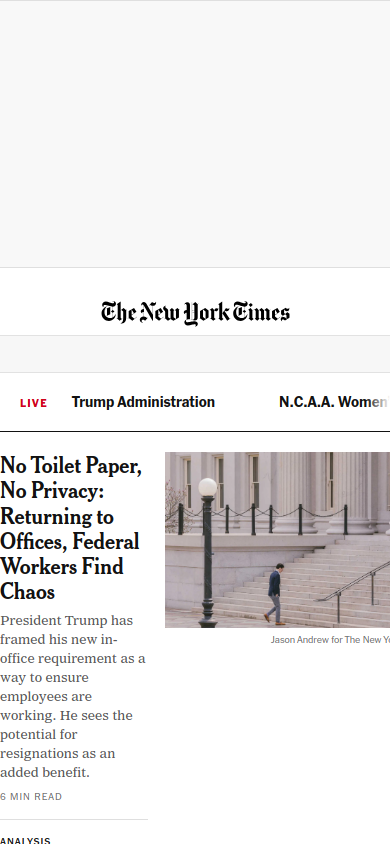 The New York Times
LIVE
Trump Administration
N.C.A.A. Women
No Toilet Paper,
No Privacy:
Returning to
Offices, Federal
Workers Find
Chaos
President Trump has
framed his new in-
office requirement as a
way to ensure
employees are
working. He sees the
potential for
resignations as an
added benefit.
6 MIN READ
Jason Andrew for The New Yo
ANALYSIS